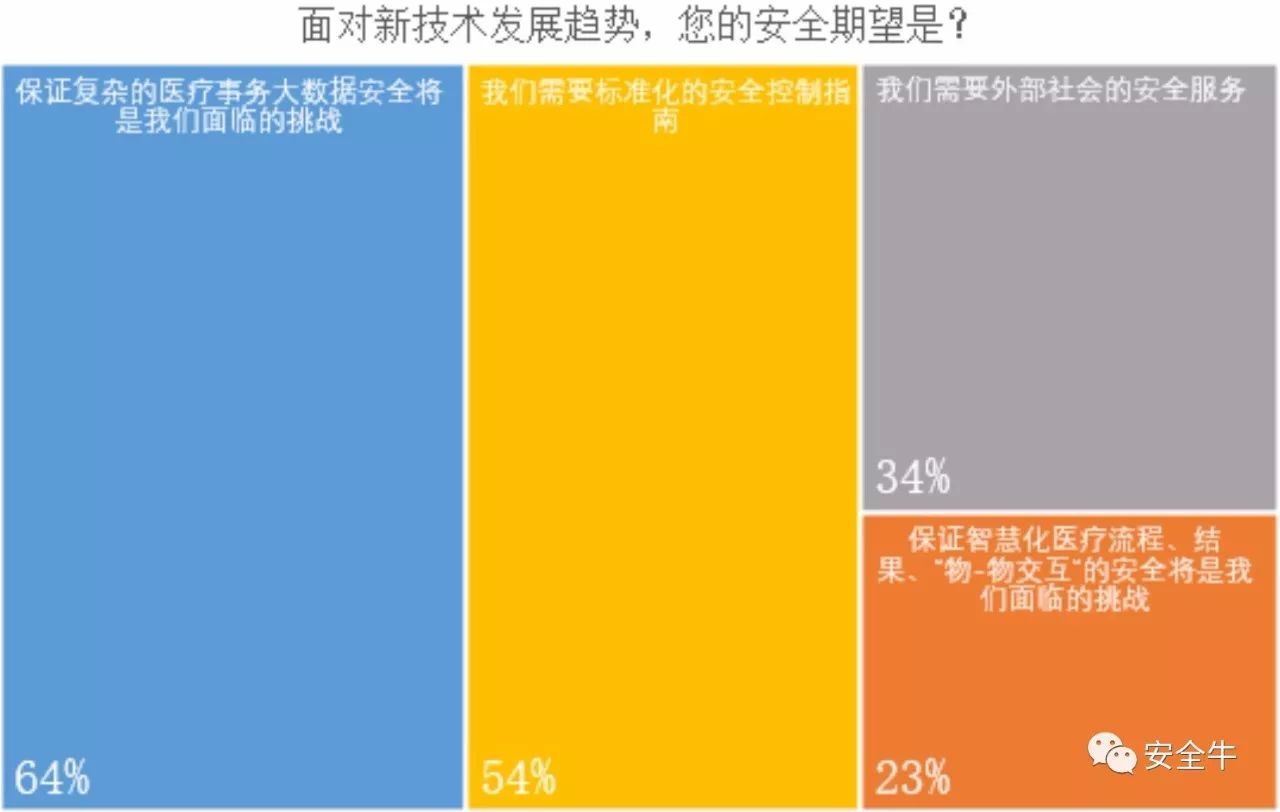 面对新技术发展趋势，您的安全期望是？
保证复杂的医疗事务大数据安全将
是我们面临的挑战
64%
我们需要标准化的安全控制指
南
54%
我们需要外部社会的安全服务
34%
保证智慧化医疗流程、结
果、"物-物交互"的安全将是我
们面临的挑战
23%
安全牛